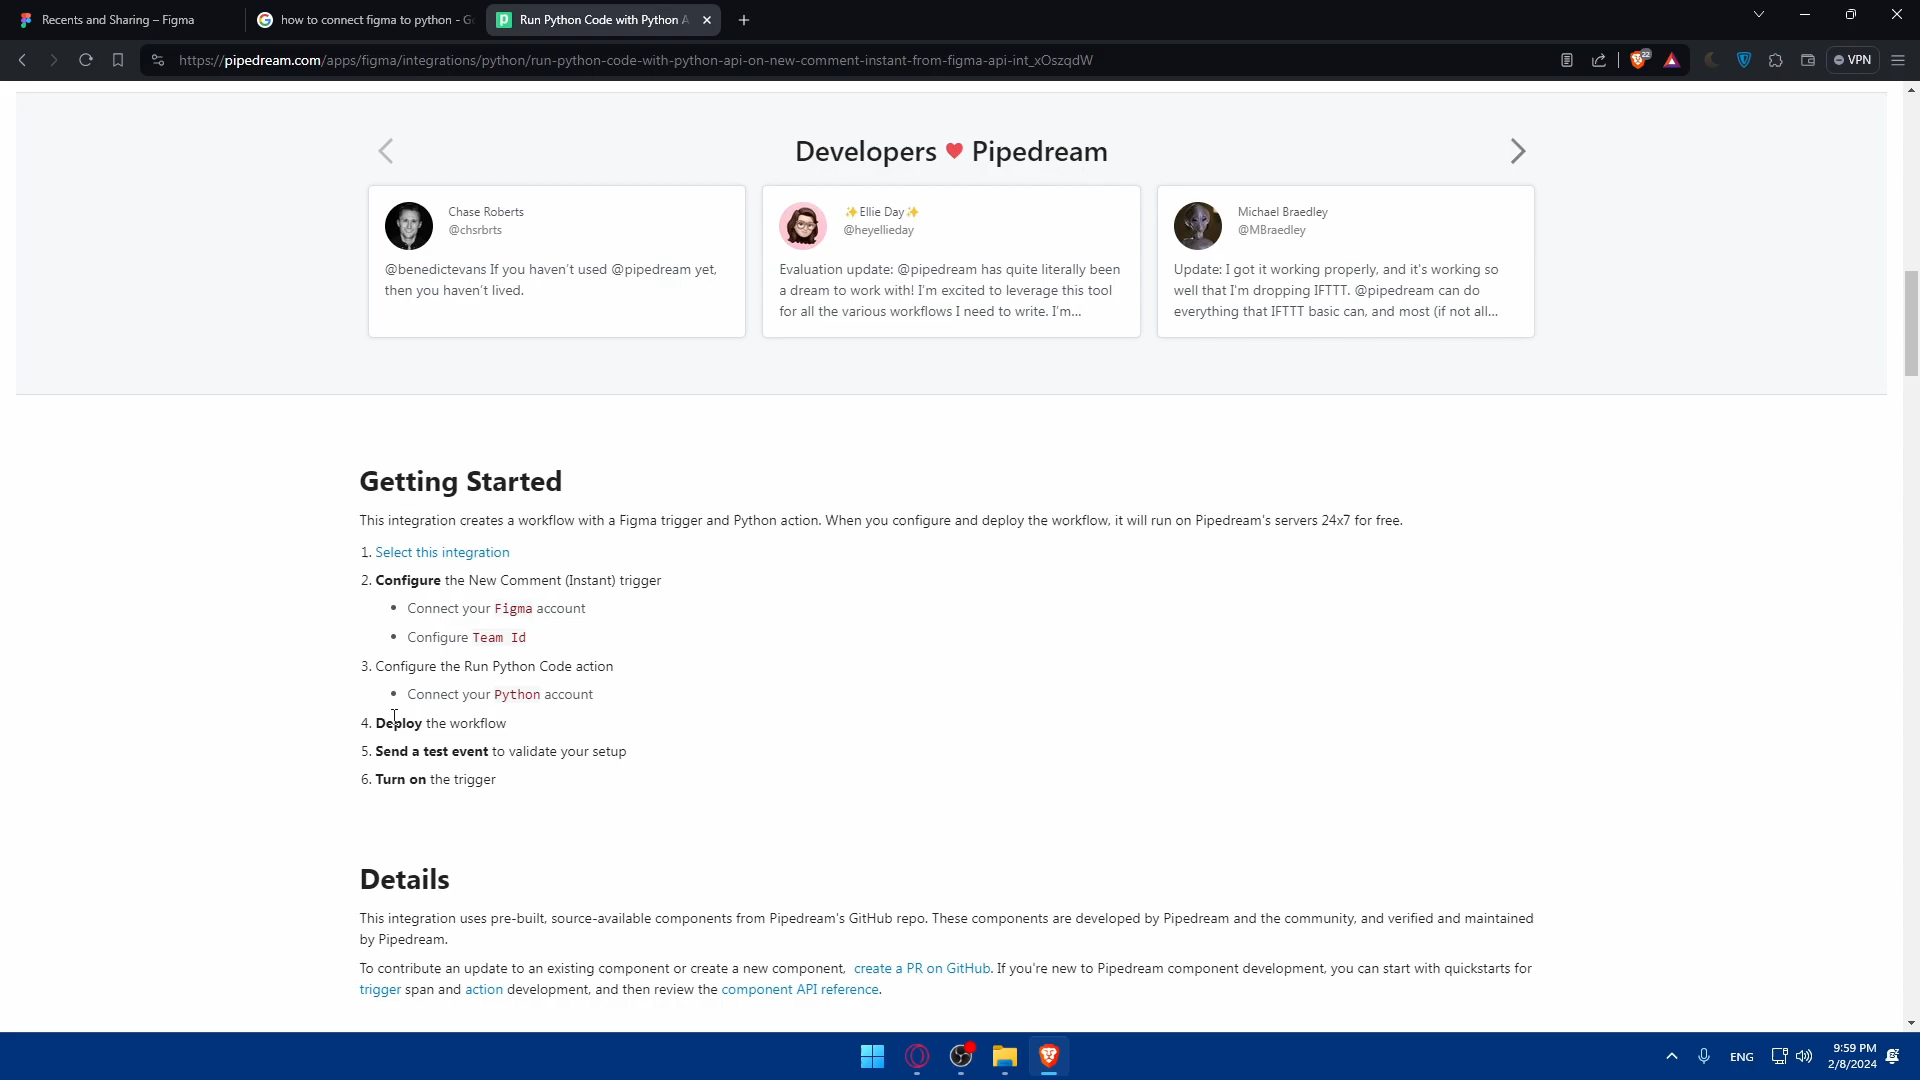 Recents and Sharing – Figma
how to connect figma to python - G
Run Python Code with Python A
https://pipedream.com/apps/figma/integrations/python/run-python-code-with-python-api-on-new-comment-instant-from-figma-api-int_xOszqdW
22
VPN
Developers ❤ Pipedream
Chase Roberts
@chsrbrts
@benedictevans If you haven't used @pipedream yet,
then you haven't lived.
✨Ellie Day✨
@heyellieday
Evaluation update: @pipedream has quite literally been
a dream to work with! I'm excited to leverage this tool
for all the various workflows I need to write. I'm...
Michael Braedley
@MBraedley
Update: I got it working properly, and it's working so
well that I'm dropping IFTTT. @pipedream can do
everything that IFTTT basic can, and most (if not all...
Getting Started
This integration creates a workflow with a Figma trigger and Python action. When you configure and deploy the workflow, it will run on Pipedream's servers 24x7 for free.
1. Select this integration
2. Configure the New Comment (Instant) trigger
• Connect your Figma account
• Configure Team Id
3. Configure the Run Python Code action
• Connect your Python account
4. Deploy the workflow
5. Send a test event to validate your setup
6. Turn on the trigger
Details
This integration uses pre-built, source-available components from Pipedream's GitHub repo. These components are developed by Pipedream and the community, and verified and maintained
by Pipedream.
To contribute an update to an existing component or create a new component, create a PR on GitHub. If you're new to Pipedream component development, you can start with quickstarts for
trigger span and action development, and then review the component API reference.
ENG
9:59 PM
2/8/2024